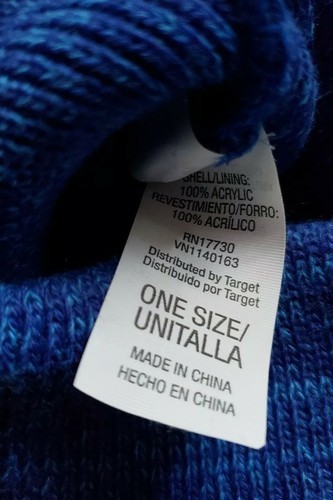 SHELL/LINING:
100% ACRYLIC
REVESTIMIENTO/FORRO:
100% ACRÍLICO
RN17730
VN1140163
Distributed by Target
Distribuido por Target
ONE SIZE/
UNITALLA
MADE IN CHINA
HECHO EN CHINA